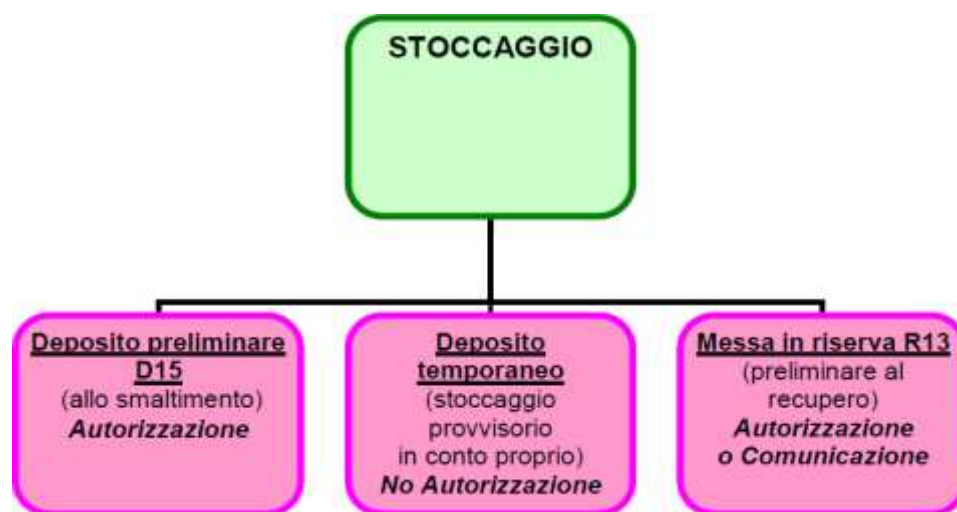 STOCCAGGIO
Deposito preliminare
D15
(allo smaltimento)
Autorizzazione
Deposito
temporaneo
(stoccaggio
provvisorio
in conto proprio)
No Autorizzazione
Messa in riserva R13
(preliminare al
recupero)
Autorizzazione
o Comunicazione